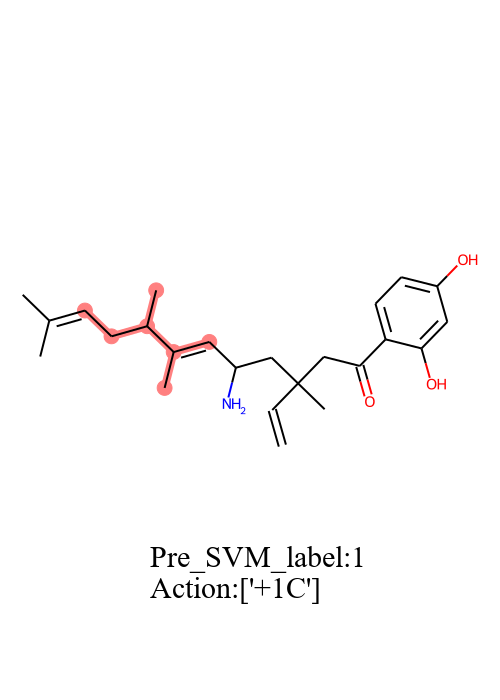 OH
NH2
O
OH
Pre_SVM_label:1
Action:['+1C']